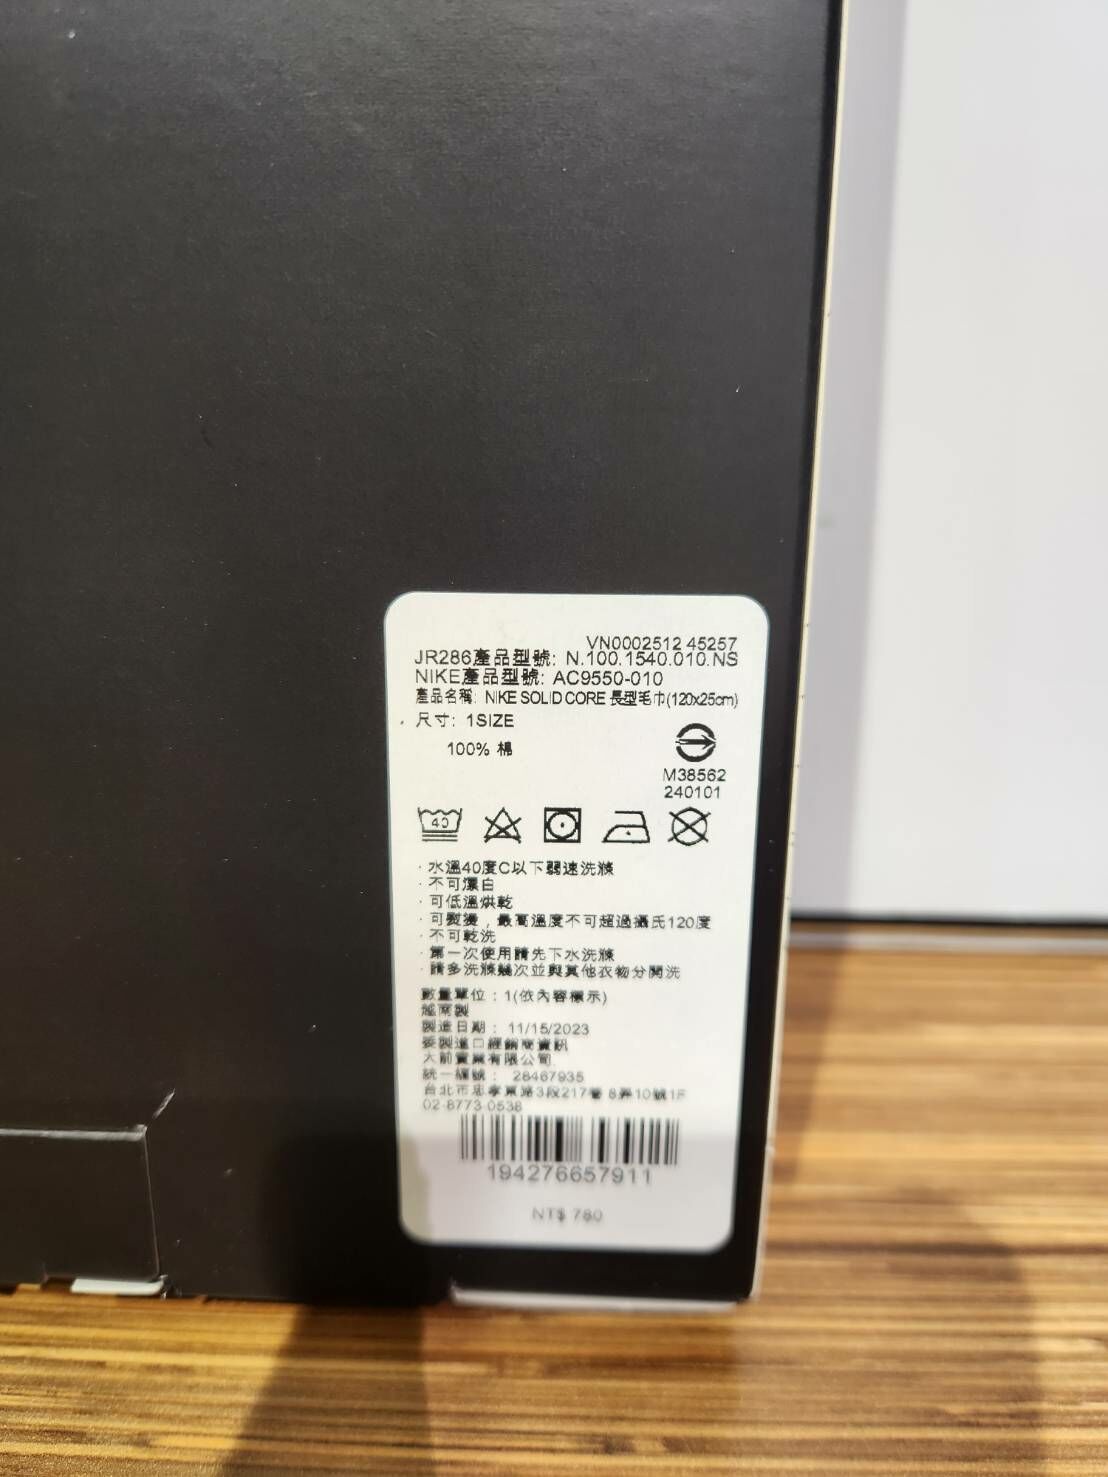 VN0002512 45257
JR286產品型號: N.100.1540.010.NS
NIKE產品型號: AC9550-010
產品名稱: NIKE SOLID CORE 長型毛巾(120x25cm)
尺寸: 1SIZE
100% 棉
M38562
240101
40
· 水溫40度C以下弱速洗滌
· 不可漂白
· 可低溫烘乾
· 可熨燙，最高溫度不可超過攝氏120度
· 不可乾洗
· 第一次使用請先下水洗滌
· 請多洗滌幾次並與其他衣物分開洗
數量單位：1(依內容標示)
越南製
製造日期： 11/15/2023
委製進口經銷商資訊
大前實業有限公司
統一編號： 28467935
台北市忠孝東路3段217巷 8弄10號1F
02-8773-0538
194276657911
NT$ 780